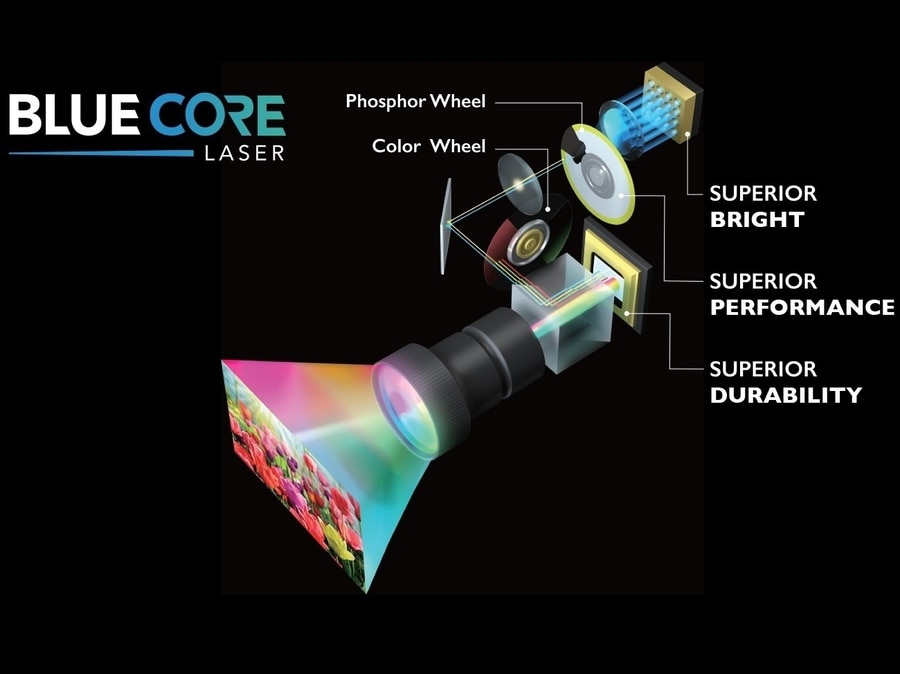 BLUE CORE
LASER
Phosphor Wheel
Color Wheel
SUPERIOR
BRIGHT
SUPERIOR
PERFORMANCE
SUPERIOR
DURABILITY